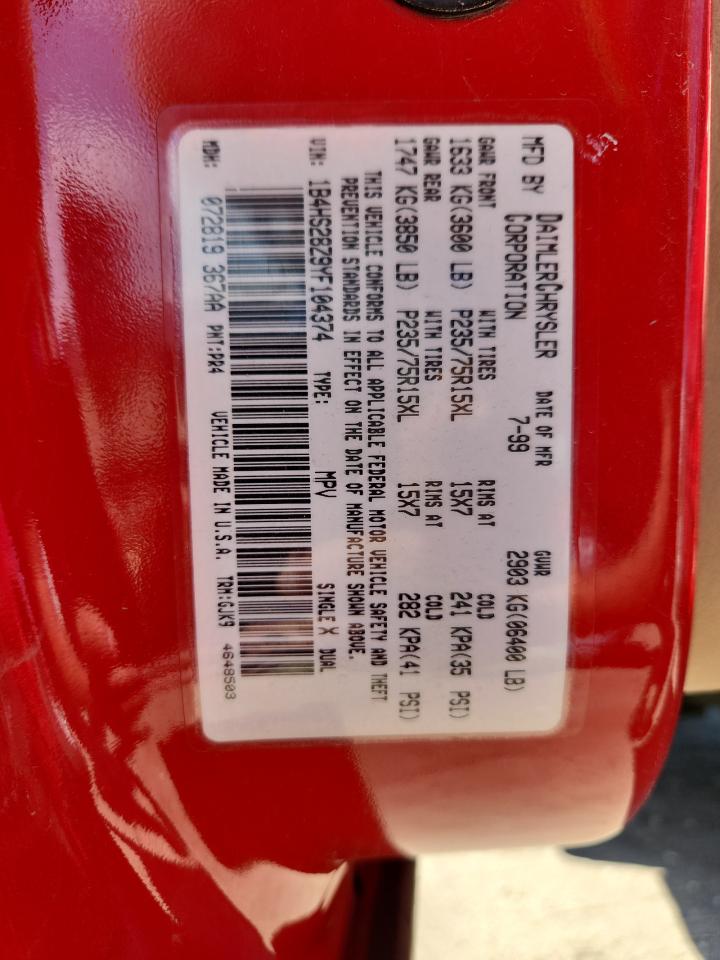 MFD BY DAIMLERCHRYSLER DATE OF MFR GVWR
CORPORATION 7-99 2903 KG(06400 LB)
GAWR FRONT WITH TIRES RIMS AT COLD
1633 KG(3600 LB) P235/75R15XL 15X7 241 KPA(35 PSI)
GAWR REAR WITH TIRES RIMS AT COLD
1747 KG(3850 LB) P235/75R15XL 15X7 282 KPA(41 PSI)
THIS VEHICLE CONFORMS TO ALL APPLICABLE FEDERAL MOTOR VEHICLE SAFETY AND THEFT
PREVENTION STANDARDS IN EFFECT ON THE DATE OF MANUFACTURE SHOWN ABOVE.
VIN: 1B4HS28Z9YF104374 TYPE: MPV SINGLE X DUAL
MDH: 072819 367AA PNT:PR4 VEHICLE MADE IN U.S.A. TRM:GJK9 4648503